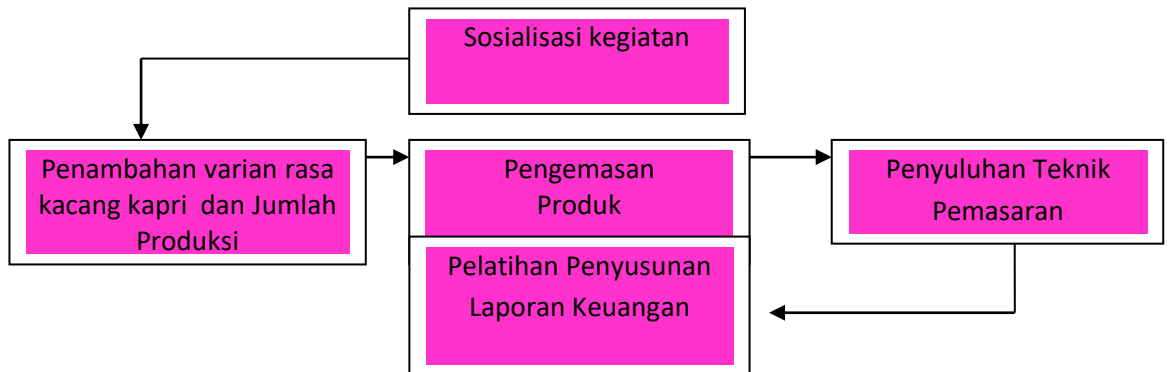 Sosialisasi kegiatan
Penambahan varian rasa
kacang kapri dan Jumlah
Produksi
Pengemasan
Produk
Penyuluhan Teknik
Pemasaran
Pelatihan Penyusunan
Laporan Keuangan